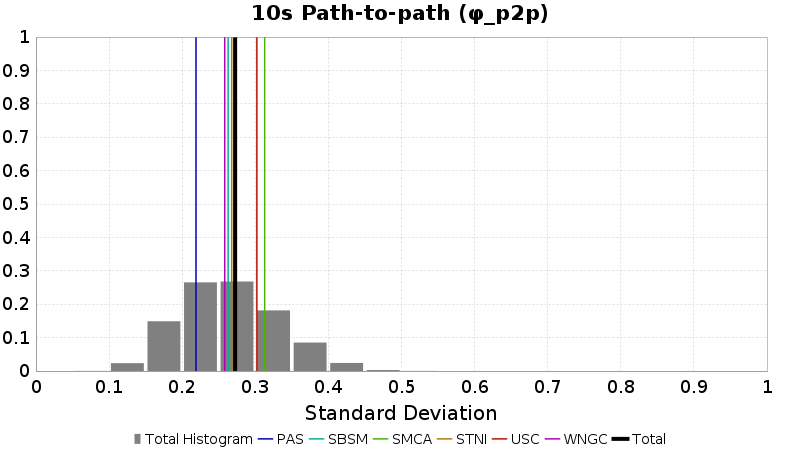 10s Path-to-path (φ_p2p)
1
0.9
0.8
0.7
0.6
0.5
0.4
0.3
0.2
0.1
0
0 0.1 0.2 0.3 0.4 0.5 0.6 0.7 0.8 0.9 1
Standard Deviation
Total Histogram PAS SBSM SMCA STNI USC WNGC Total